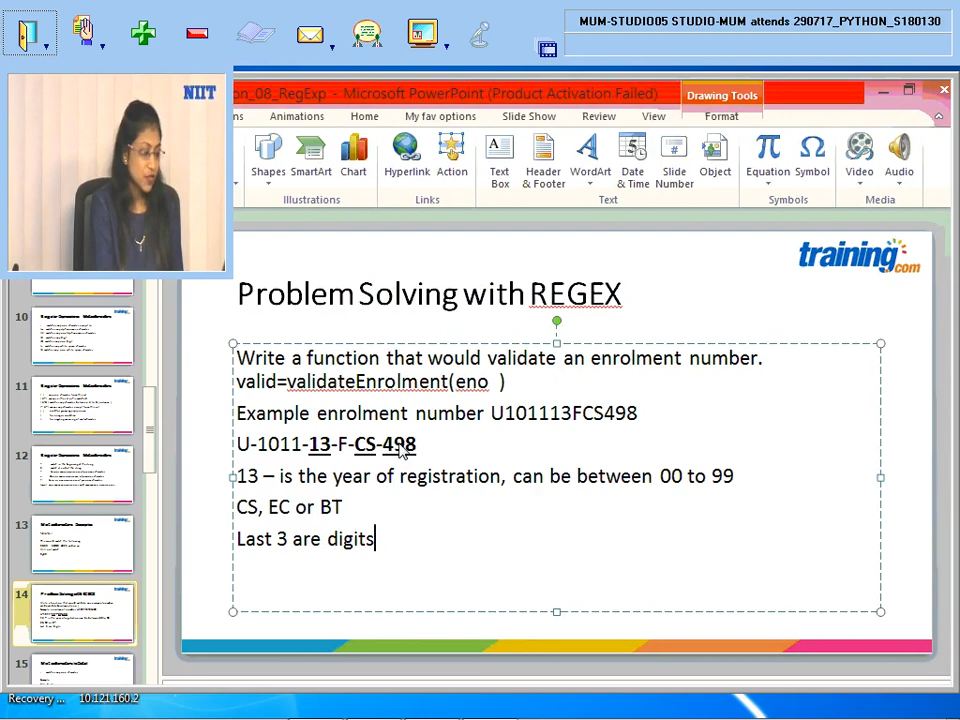 MUM-STUDIO05 STUDIO-MUM attends 290717_PYTHON_S180130
NIIT
on_08_RegExp - Microsoft PowerPoint (Product Activation Failed)
Drawing Tools
ns Animations Home My fav options Slide Show Review View Format
Shapes SmartArt Chart Hyperlink Action Text Box Header & Footer WordArt Date & Time Slide Number Object Equation Symbol Video Audio
Illustrations Links Text Symbols Media
training.com
Problem Solving with REGEX
Write a function that would validate an enrolment number.
valid=validateEnrolment(eno )
Example enrolment number U101113FCS498
U-1011-13-F-CS-498
13 – is the year of registration, can be between 00 to 99
CS, EC or BT
Last 3 are digits
10
11
12
13
14
15
Recovery ... 10.121.160.2